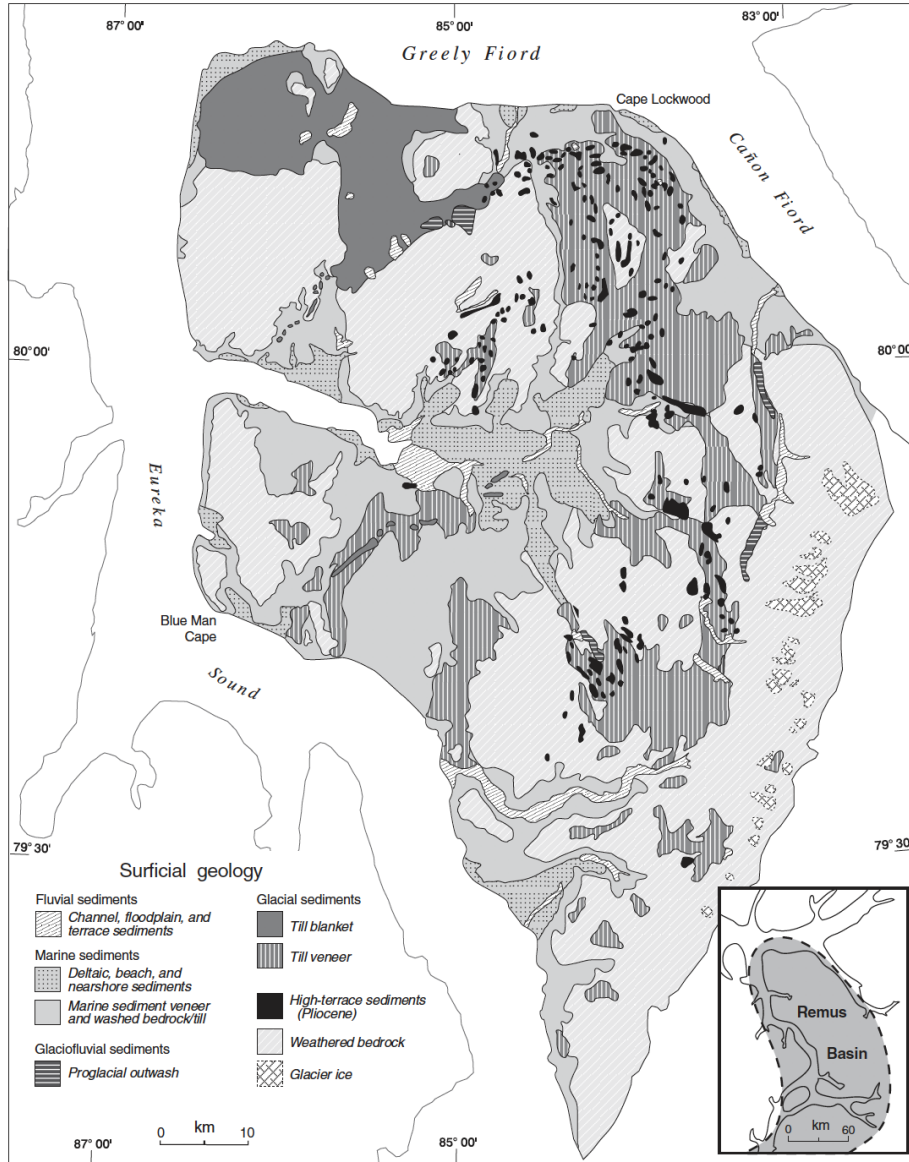 87° 00'
85° 00'
83° 00'
Greely Fiord
Cape Lockwood
Cañon Fiord
80° 00'
80° 00'
Eureka
Blue Man
Cape
Sound
79° 30'
79° 30'
Surficial geology
Fluvial sediments
Channel, floodplain, and
terrace sediments
Marine sediments
Deltaic, beach, and
nearshore sediments
Marine sediment veneer
and washed bedrock/till
Glaciofluvial sediments
Proglacial outwash
Glacial sediments
Till blanket
Till veneer
High-terrace sediments
(Pliocene)
Weathered bedrock
Glacier ice
0 km 10
87° 00'
85° 00'
Remus
Basin
km
0 60